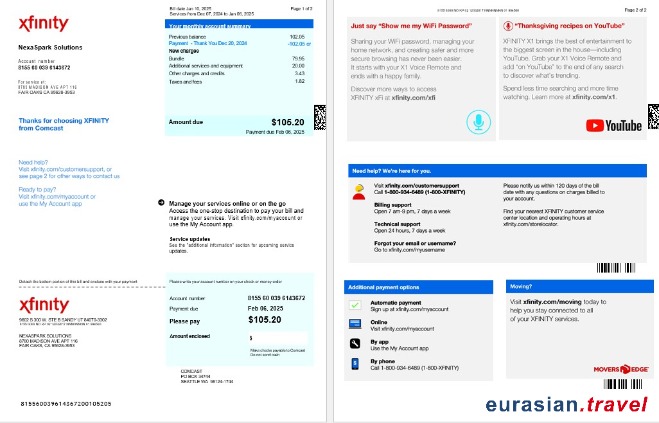 xfinity
Bill date Jan 10, 2025
Services from Dec 07, 2024 to Jan 06, 2025
Page 1 of 2
NexaSpark Solutions
Account number
8155 60 039 6143672
For service at:
8700 MADISON AVE APT 116
FAIR OAKS, CA 95628-3953
Thanks for choosing XFINITY
from Comcast
Need help?
Visit xfinity.com/customersupport, or
see page 2 for other ways to contact us
Ready to pay?
Visit xfinity.com/myaccount or
use the My Account app
Your monthly account summary
Previous balance 102.05
Payment - Thank You Dec 20, 2024 -102.05 cr
New charges
Bundle 79.95
Additional services and equipment 20.00
Other charges and credits 3.43
Taxes and fees 1.82
Amount due $105.20
Payment due Feb 06, 2025
Manage your services online or on the go
Access the one-stop destination to pay your bill and
manage your services. Visit xfinity.com/myaccount or
use the My Account app.
Service updates
See the "additional information" section for upcoming service
updates.
Detach the bottom portion of this bill and enclose with your payment
Please write your account number on your check or money order
xfinity
NEXASPARK SOLUTIONS
8700 MADISON AVE APT 116
FAIR OAKS, CA 95628-3953
Account number 8155 60 039 6143672
Payment due Feb 06, 2025
Please pay $105.20
Amount enclosed $
Make checks payable to Comcast
Do not send cash
COMCAST
PO BOX 34744
SEATTLE WA 98124-1744
Page 2 of 2
Just say "Show me my WiFi Password"
Sharing your WiFi password, managing your
home network, and creating safer and more
secure browsing has never been easier.
It starts with your X1 Voice Remote and
ends with a happy family.
Discover more ways to access
XFINITY xFi at xfinity.com/xfi
"Thanksgiving recipes on YouTube"
XFINITY X1 brings the best of entertainment to
the biggest screen in the house—including
YouTube. Grab your X1 Voice Remote and
add "on YouTube" to the end of any search
to discover what's trending.
Spend less time searching and more time
watching. Learn more at xfinity.com/x1.
YouTube
Need help? We're here for you.
Visit xfinity.com/customersupport
Call 1-800-934-6489 (1-800-XFINITY)
Billing support
Open 7 am-9 pm, 7 days a week
Technical support
Open 24 hours, 7 days a week
Forgot your email or username?
Go to xfinity.com/myusername
Please notify us within 120 days of the bill
date with any questions on charges billed to
your account.
Find your nearest XFINITY customer service
center location and operating hours at
xfinity.com/storelocator.
Additional payment options
Automatic payment
Sign up at xfinity.com/myaccount
Online
Visit xfinity.com/myaccount
By app
Use the My Account app
By phone
Call 1-800-934-6489 (1-800-XFINITY)
Moving?
Visit xfinity.com/moving today to
help you stay connected to all
of your XFINITY services.
MOVERS EDGE
eurasian.travel